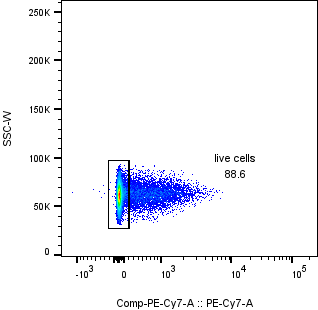 250K
200K
150K
100K
50K
0
SSC-W
live cells
88.6
-10³ 0 10³ 10⁴ 10⁵
Comp-PE-Cy7-A :: PE-Cy7-A